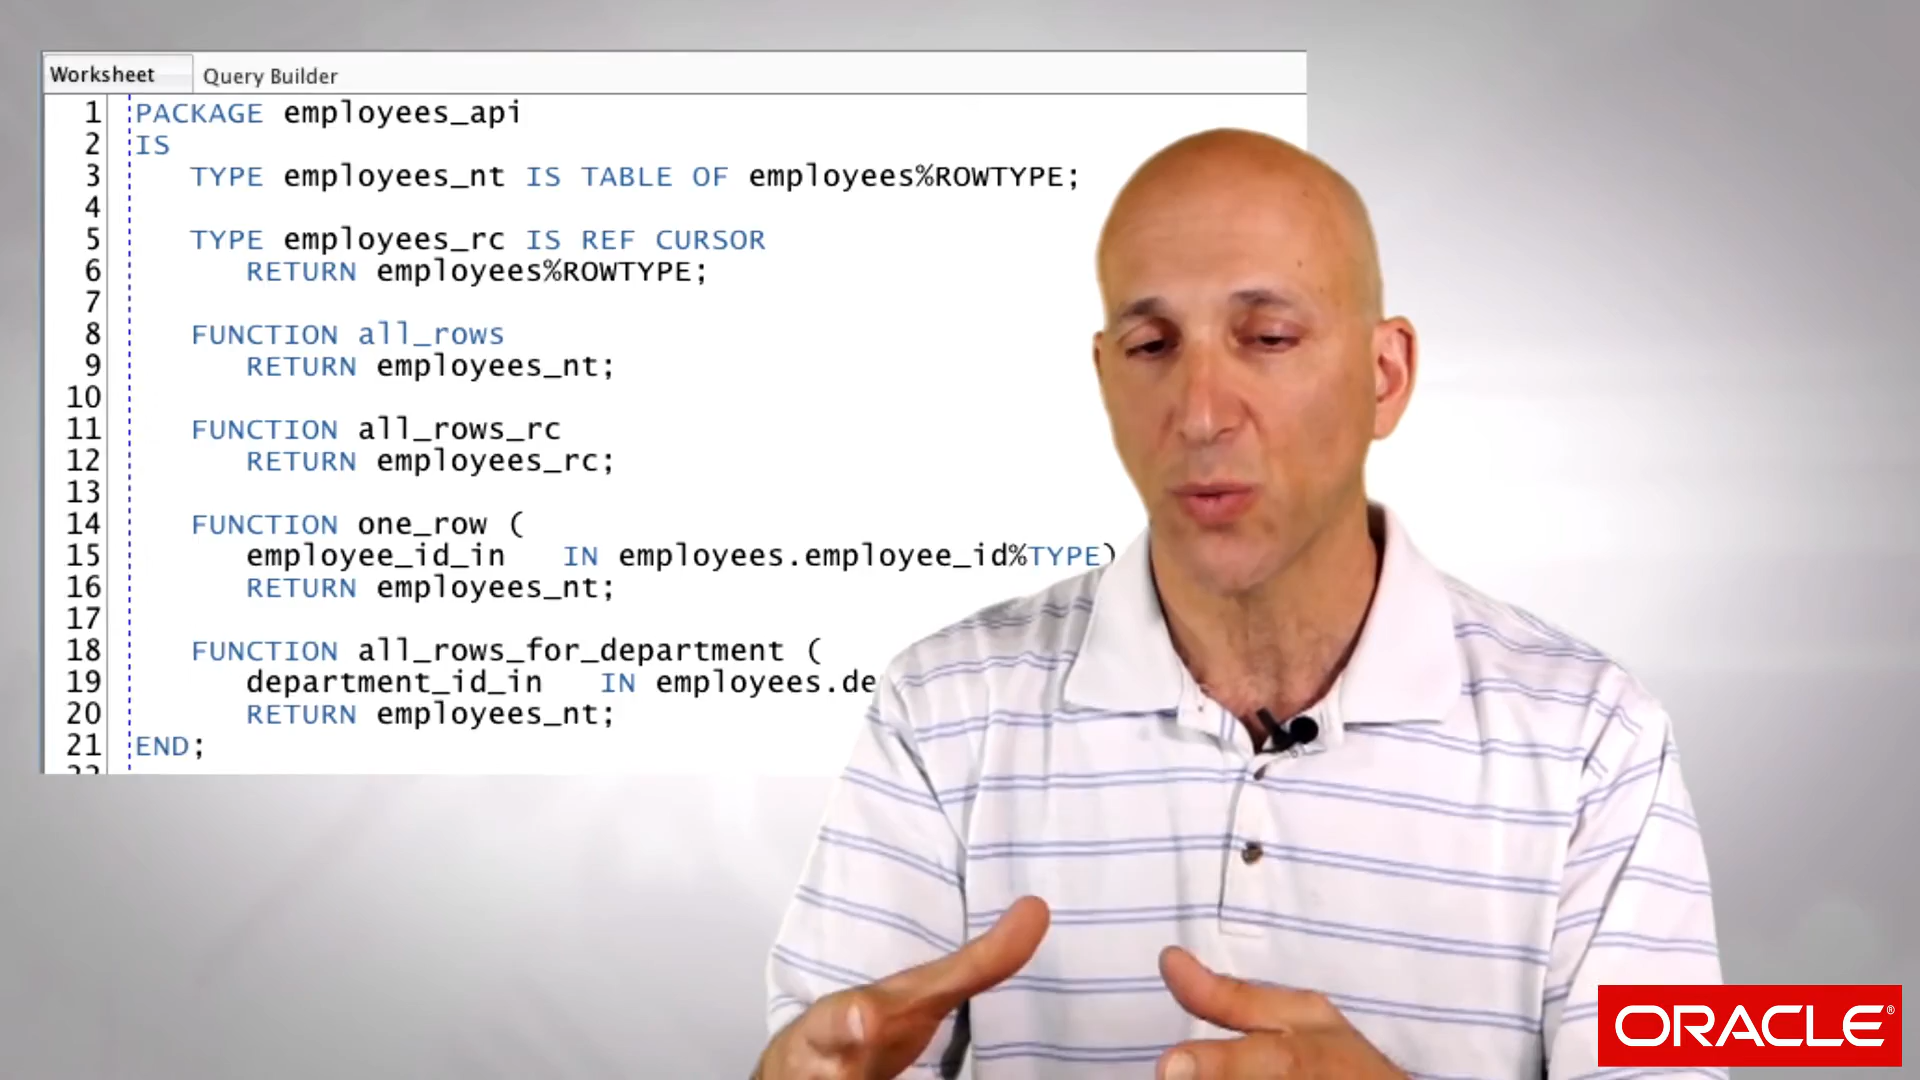 Worksheet Query Builder
1 PACKAGE employees_api
2 IS
3 TYPE employees_nt IS TABLE OF employees%ROWTYPE;
4
5 TYPE employees_rc IS REF CURSOR
6 RETURN employees%ROWTYPE;
7
8 FUNCTION all_rows
9 RETURN employees_nt;
10
11 FUNCTION all_rows_rc
12 RETURN employees_rc;
13
14 FUNCTION one_row (
15 employee_id_in IN employees.employee_id%TYPE)
16 RETURN employees_nt;
17
18 FUNCTION all_rows_for_department (
19 department_id_in IN employees.de
20 RETURN employees_nt;
21 END;
ORACLE®